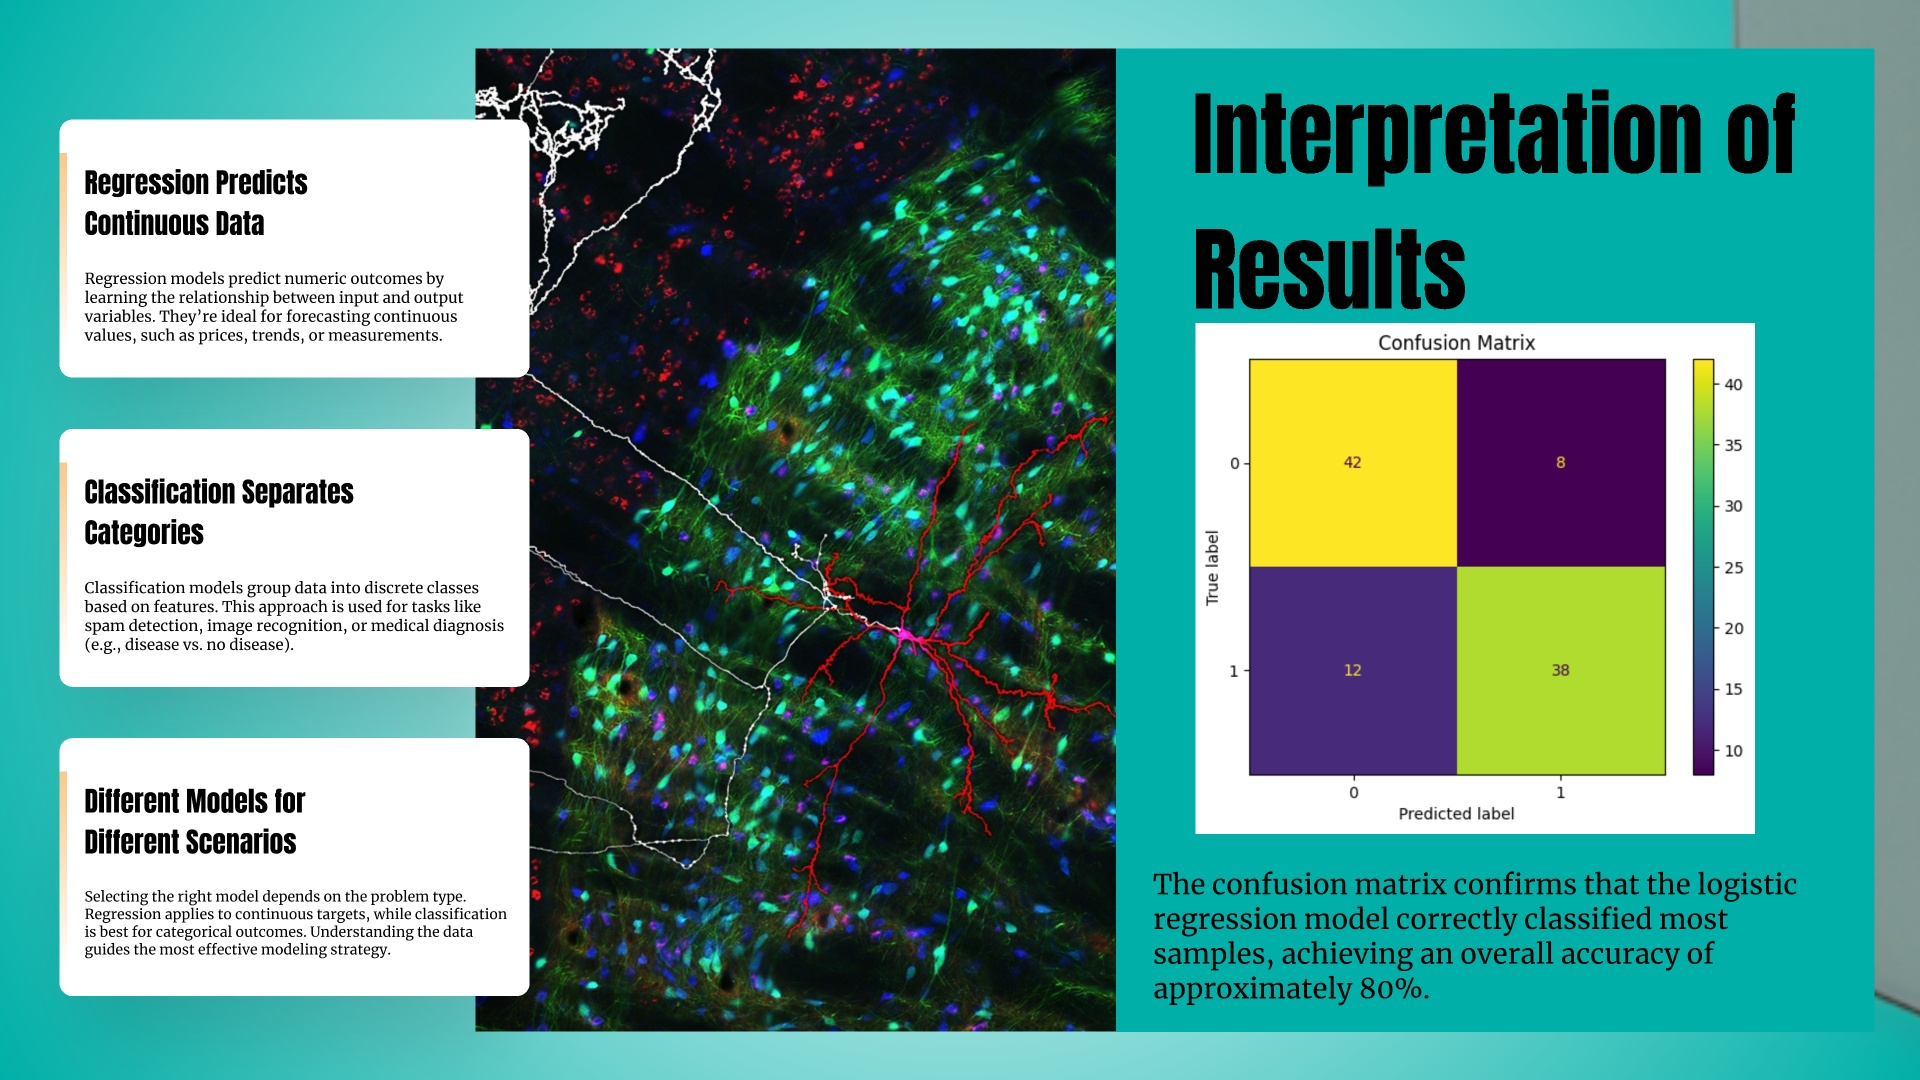 Regression Predicts
Continuous Data
Regression models predict numeric outcomes by
learning the relationship between input and output
variables. They’re ideal for forecasting continuous
values, such as prices, trends, or measurements.
Classification Separates
Categories
Classification models group data into discrete classes
based on features. This approach is used for tasks like
spam detection, image recognition, or medical diagnosis
(e.g., disease vs. no disease).
Different Models for
Different Scenarios
Selecting the right model depends on the problem type.
Regression applies to continuous targets, while classification
is best for categorical outcomes. Understanding the data
guides the most effective modeling strategy.
Interpretation of
Results
Confusion Matrix
True label
0
42
8
1
12
38
0
1
Predicted label
40
35
30
25
20
15
10
The confusion matrix confirms that the logistic
regression model correctly classified most
samples, achieving an overall accuracy of
approximately 80%.